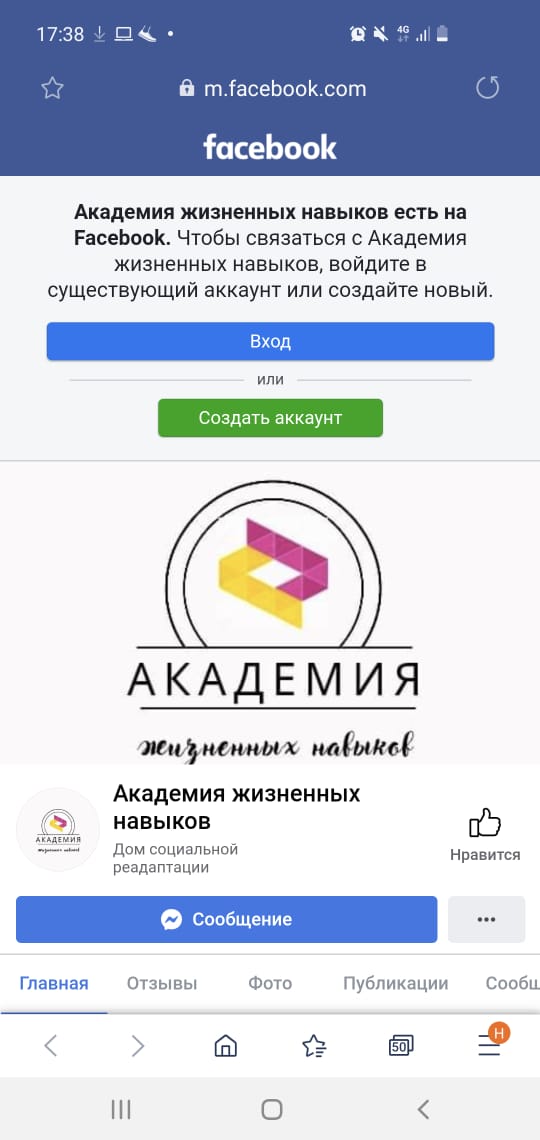 17:38
4G
m.facebook.com
facebook
Академия жизненных навыков есть на
Facebook. Чтобы связаться с Академия
жизненных навыков, войдите в
существующий аккаунт или создайте новый.
Вход
или
Создать аккаунт
АКАДЕМИЯ
жизненных навыков
АКАДЕМИЯ
жизненных навыков
Академия жизненных
навыков
Дом социальной
реадаптации
Нравится
Сообщение
Главная Отзывы Фото Публикации Сообщ
50
Н